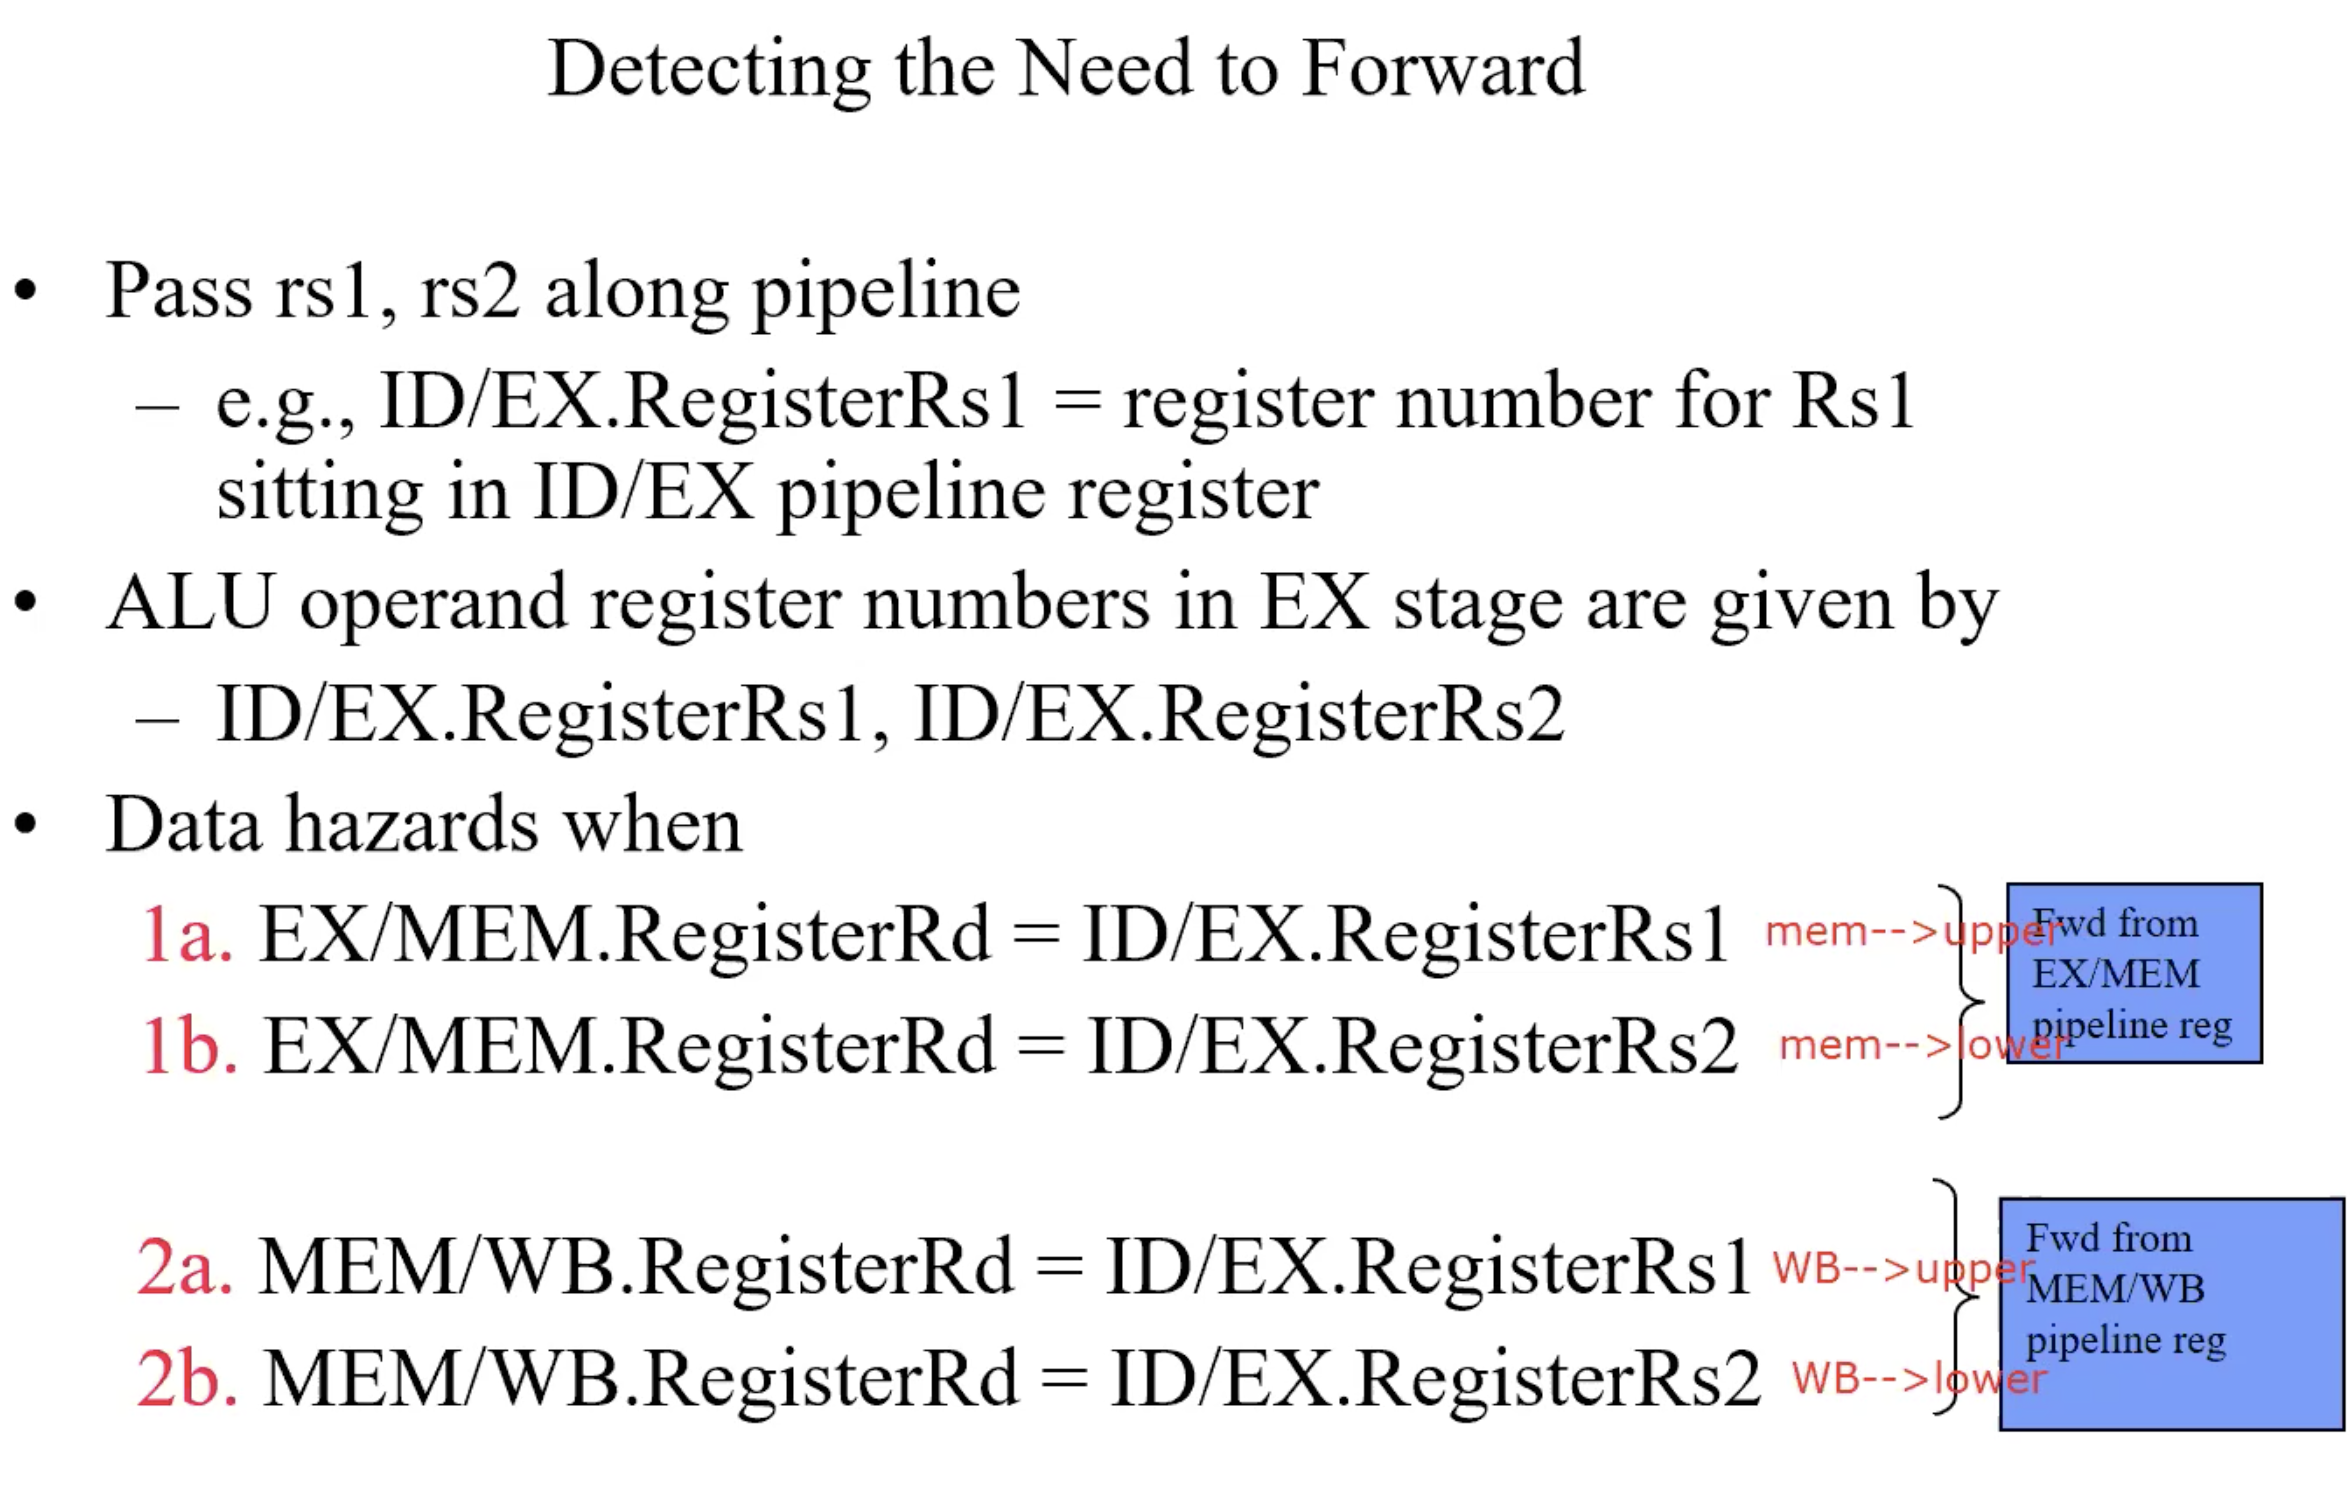 Detecting the Need to Forward
• Pass rs1, rs2 along pipeline
– e.g., ID/EX.RegisterRs1 = register number for Rs1
sitting in ID/EX pipeline register
• ALU operand register numbers in EX stage are given by
– ID/EX.RegisterRs1, ID/EX.RegisterRs2
• Data hazards when
1a. EX/MEM.RegisterRd = ID/EX.RegisterRs1 mem-->upper
1b. EX/MEM.RegisterRd = ID/EX.RegisterRs2 mem-->lower
Fwd from
EX/MEM
pipeline reg
2a. MEM/WB.RegisterRd = ID/EX.RegisterRs1 WB-->upper
2b. MEM/WB.RegisterRd = ID/EX.RegisterRs2 WB-->lower
Fwd from
MEM/WB
pipeline reg